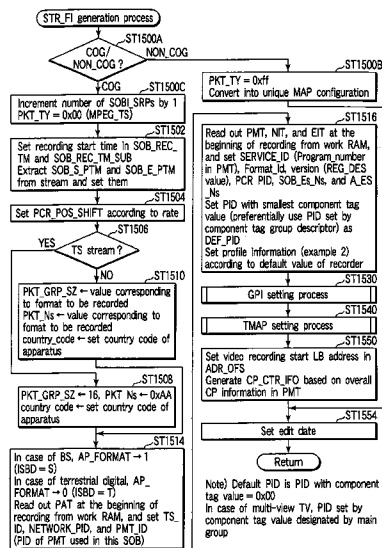 STR_FI generation process
ST1500A
COG/
NON_COG ?
NON_COG
COG
ST1500C
Increment number of SOBI_SRPs by 1
PKT_TY = 0x00 (MPEG_TS)
ST1502
Set recording start time in SOB_REC_
TM and SOB_REC_TM_SUB
Extract SOB_S_PTM and SOB_E_PTM
from stream and set them
ST1504
Set PCR_POS_SHIFT according to rate
ST1506
YES
TS stream ?
NO
ST1510
PKT_GRP_SZ ← value corresponding
to format to be recorded
PKT_Ns ← value corresponding to
fomat to be recorded
country_code ← set country code of
apparatus
ST1508
PKT_GRP_SZ ← 16, PKT_Ns ← 0xAA
country code ← set country code of
apparatus
ST1514
In case of BS, AP_FORMAT → 1
(ISBD = S)
In case of terrestrial digital, AP_
FORMAT → 0 (ISBD = T)
Read out PAT at the beginning of
recording from work RAM, and set TS_
ID, NETWORK_PID, and PMT_ID
(PID of PMT used in this SOB)
ST1500B
PKT_TY = 0xff
Convert into unique MAP configuration
ST1516
Read out PMT, NIT, and EIT at the
beginning of recording from work RAM,
and set SERVICE_ID (Program_number
in PMT), Format_Id, version (REG_DES
value), PCR PID, SOB_Es_Ns, and A_ES
_Ns
Set PID with smallest component tag
value (preferentially use PID set by
component tag group descriptor) as
DEF_PID
Set profile information (example 2)
according to default value of recorder
ST1530
GPI setting process
ST1540
TMAP setting process
ST1550
Set video recording start LB address in
ADR_OFS
Generate CP_CTR_IFO based on overall
CP information in PMT
ST1554
Set edit date
Return
Note) Default PID is PID with component
tag value = 0x00
In case of multi-view TV, PID set by
component tag value designated by main
group